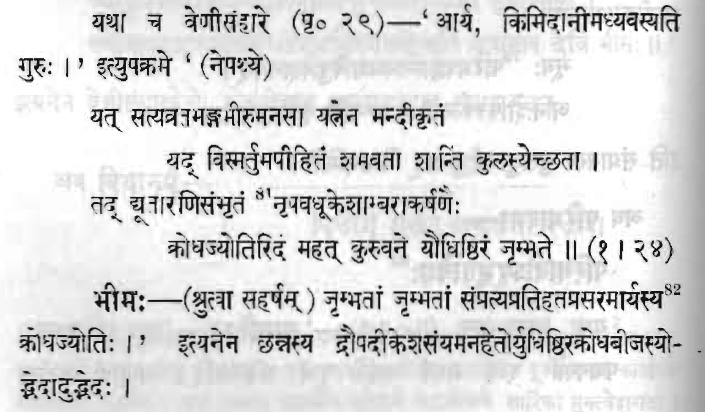 यथा च वेणीसंहारे (पृ० २९)—‘ आर्य, किमिदानीमध्यवस्यति
गुरुः । ’ इत्युपक्रमे ‘ (नेपथ्ये)
यत् सत्यव्रतभङ्गभीरुमनसा यत्नेन मन्दीकृतं
यद् विस्मर्तुमपीहितं शमवता शान्तिं कुलस्येच्छता ।
तद् द्यूतारणिसंभृतं 81'नृपवधूकेशाम्बराकर्षणैः
क्रोधज्योतिरिदं महत् कुरुवने यौधिष्ठिरं जृम्भते ॥ (१ । २४)
भीमः—(श्रुत्वा सहर्षम् ) जृम्भतां जृम्भतां संप्रत्यप्रतिहतप्रसरमार्यस्य82
क्रोधज्योतिः । ’ इत्यनेन छन्नस्य द्रौपदीकेशसंयमनहेतोर्युधिष्ठिरक्रोधबीजस्यो-
द्भेदादुद्भेदः ।